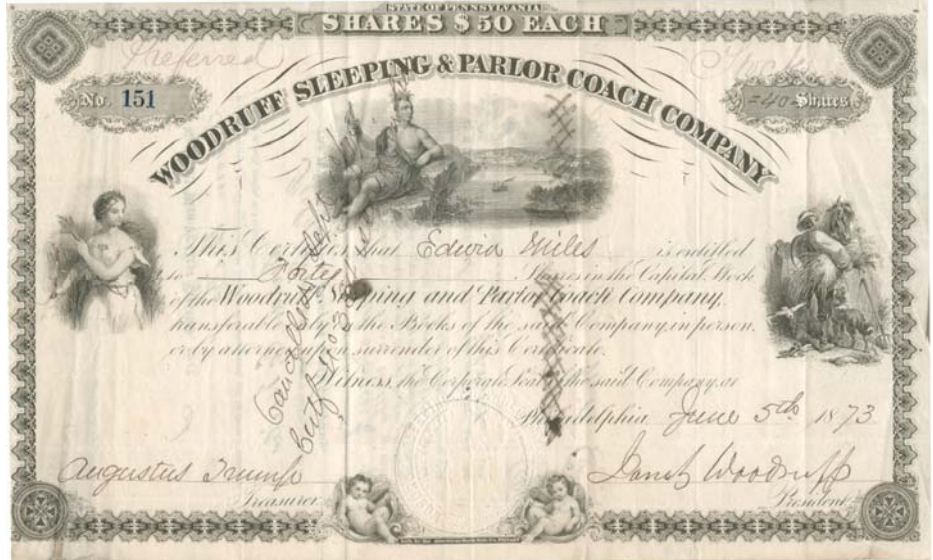 STATE OF PENNSYLVANIA
SHARES $50 EACH
Preferred Stock
No. 151
=40= Shares
WOODRUFF SLEEPING & PARLOR COACH COMPANY
This Certifies that Edwin Miles is entitled
to Forty Shares in the Capital Stock
of the Woodruff Sleeping and Parlor Coach Company,
transferable only on the Books of the said Company, in person,
or by attorney upon surrender of this Certificate.
Witness, the Corporate Seal of the said Company, at
Philadelphia June 5th 1873
Augustus Trump
Treasurer
Woodruff
President
Cancelled